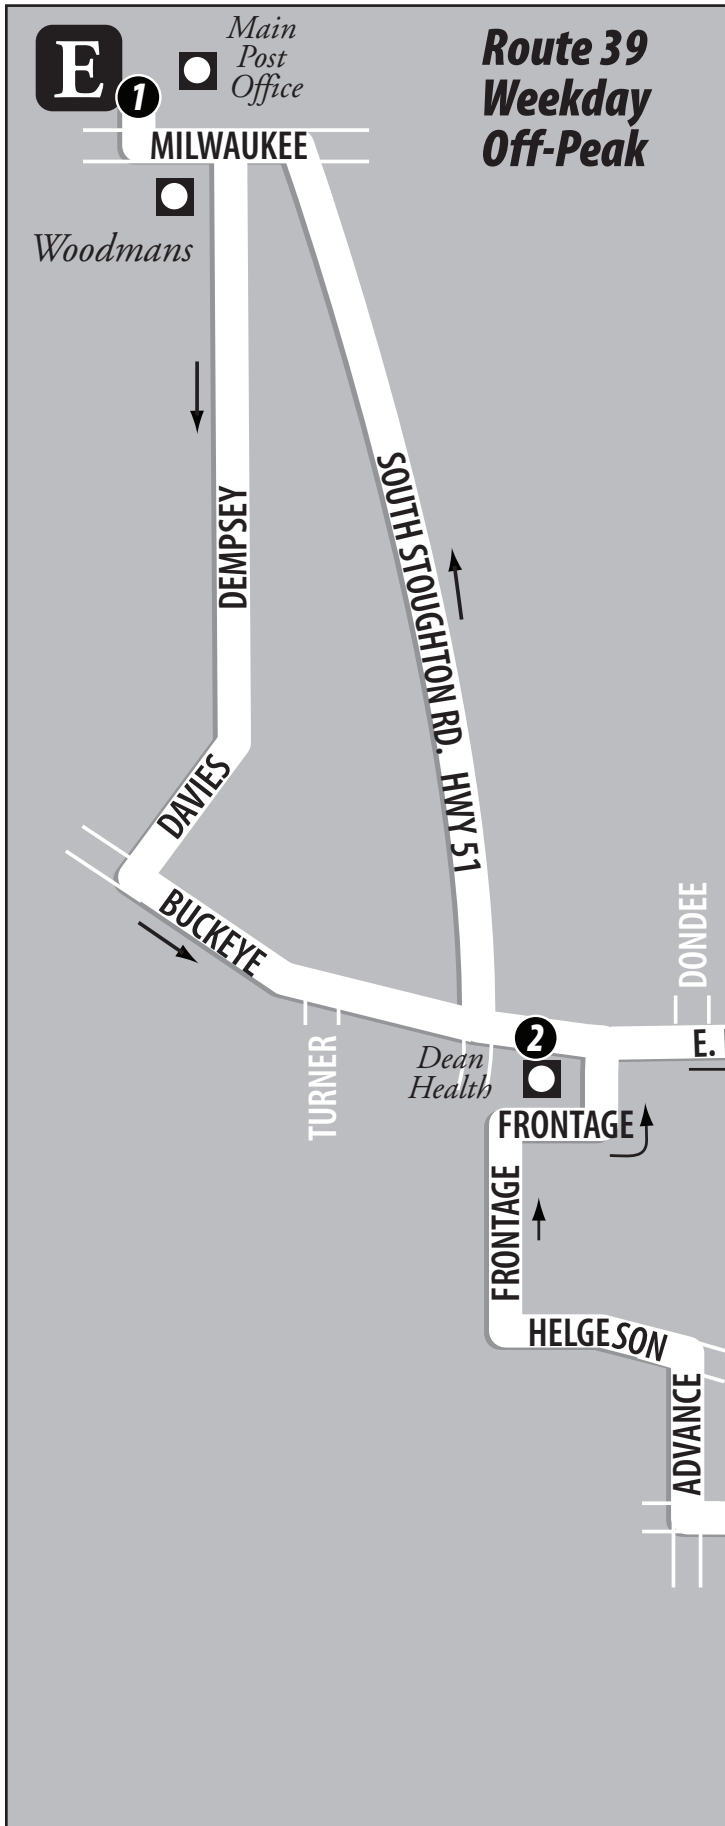 E
1
Main
Post
Office
Route 39
Weekday
Off-Peak
MILWAUKEE
Woodmans
DEMPSEY
SOUTH STOUGHTON RD. HWY 51
DAVIES
BUCKEYE
DONDEE
TURNER
2
E.
Dean
Health
FRONTAGE
FRONTAGE
HELGESON
ADVANCE